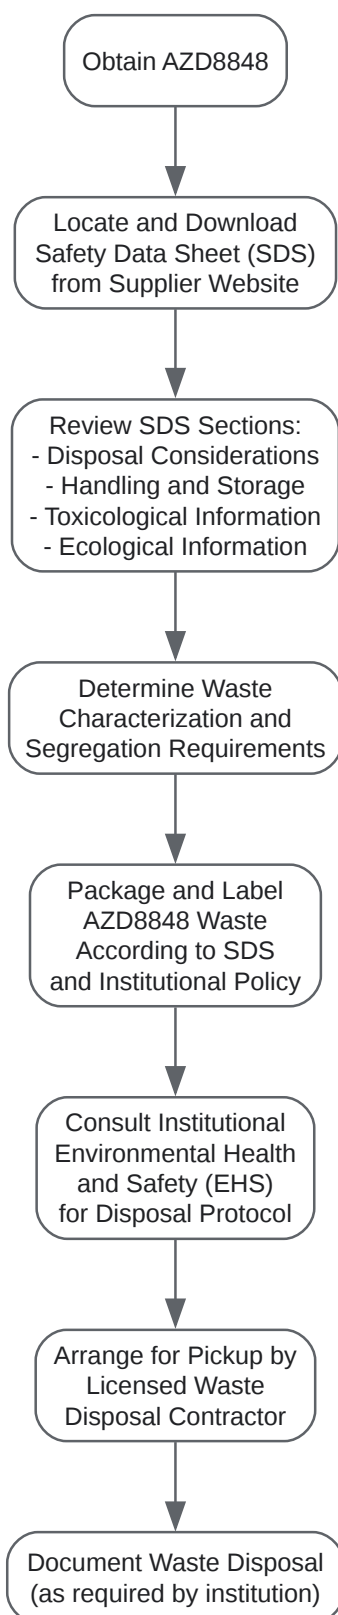 Obtain AZD8848
Locate and Download
Safety Data Sheet (SDS)
from Supplier Website
Review SDS Sections:
- Disposal Considerations
- Handling and Storage
- Toxicological Information
- Ecological Information
Determine Waste
Characterization and
Segregation Requirements
Package and Label
AZD8848 Waste
According to SDS
and Institutional Policy
Consult Institutional
Environmental Health
and Safety (EHS)
for Disposal Protocol
Arrange for Pickup by
Licensed Waste
Disposal Contractor
Document Waste Disposal
(as required by institution)